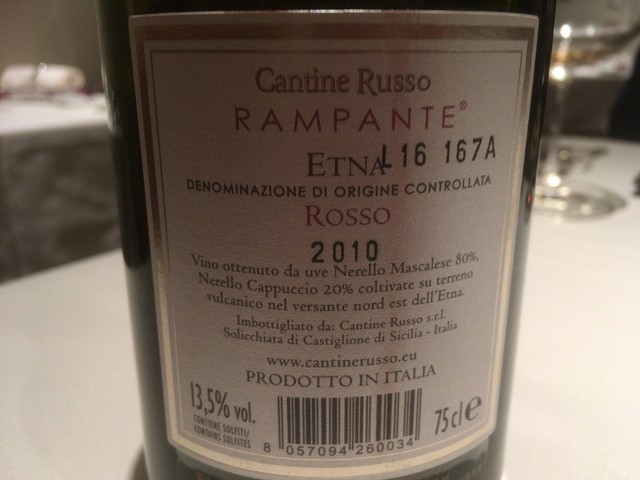 Cantine Russo
RAMPANTE®
ETNA L16 167A
DENOMINAZIONE DI ORIGINE CONTROLLATA
ROSSO
2010
Vino ottenuto da uve Nerello Mascalese 80%,
Nerello Cappuccio 20% coltivate su terreno
vulcanico nel versante nord est dell'Etna.
Imbottigliato da: Cantine Russo s.r.l.
Solicchiata di Castiglione di Sicilia - Italia
www.cantinerusso.eu
PRODOTTO IN ITALIA
13,5% vol.
CONTIENE SOLFITI/
CONTAINS SULFITES
75 cl e
8 057094 260034